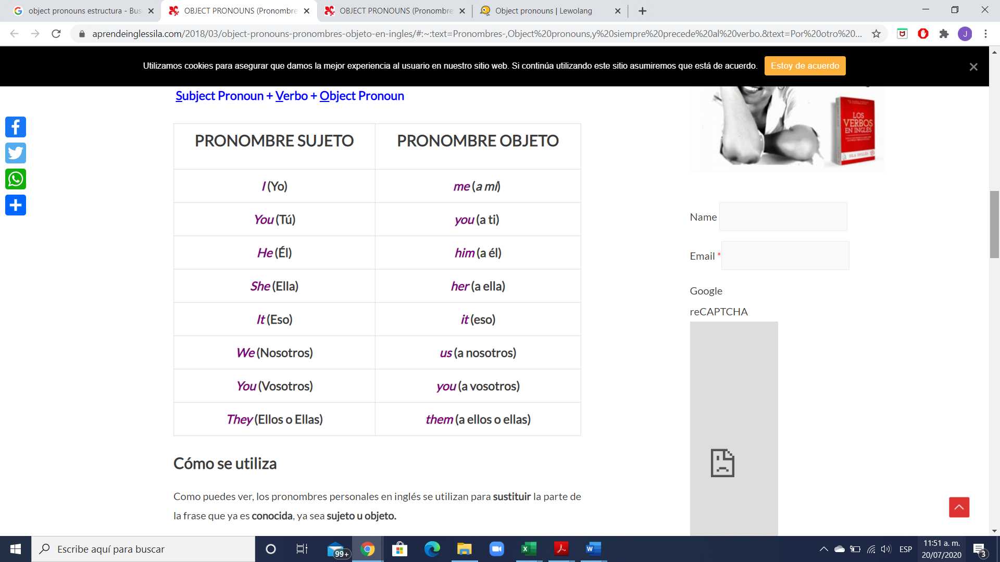 object pronouns estructura - Bus
OBJECT PRONOUNS (Pronombre
OBJECT PRONOUNS (Pronombre
Object pronouns | Lewolang
aprendeinglessila.com/2018/03/object-pronouns-pronombres-objeto-en-ingles/#:~:text=Pronombres-,Object%20pronouns,y%20siempre%20precede%20al%20verbo.&text=Por%20otro%20...
J
Utilizamos cookies para asegurar que damos la mejor experiencia al usuario en nuestro sitio web. Si continúa utilizando este sitio asumiremos que está de acuerdo.
Estoy de acuerdo
Subject Pronoun + Verbo + Object Pronoun
PRONOMBRE SUJETO PRONOMBRE OBJETO
I (Yo) me (a mí)
You (Tú) you (a ti)
He (Él) him (a él)
She (Ella) her (a ella)
It (Eso) it (eso)
We (Nosotros) us (a nosotros)
You (Vosotros) you (a vosotros)
They (Ellos o Ellas) them (a ellos o ellas)
Cómo se utiliza
Como puedes ver, los pronombres personales en inglés se utilizan para sustituir la parte de
la frase que ya es conocida, ya sea sujeto u objeto.
LOS
VERBOS
EN INGLÉS
SILA INGLÉS
Name
Email *
Google
reCAPTCHA
Escribe aquí para buscar
99+
ESP
11:51 a. m.
20/07/2020
3